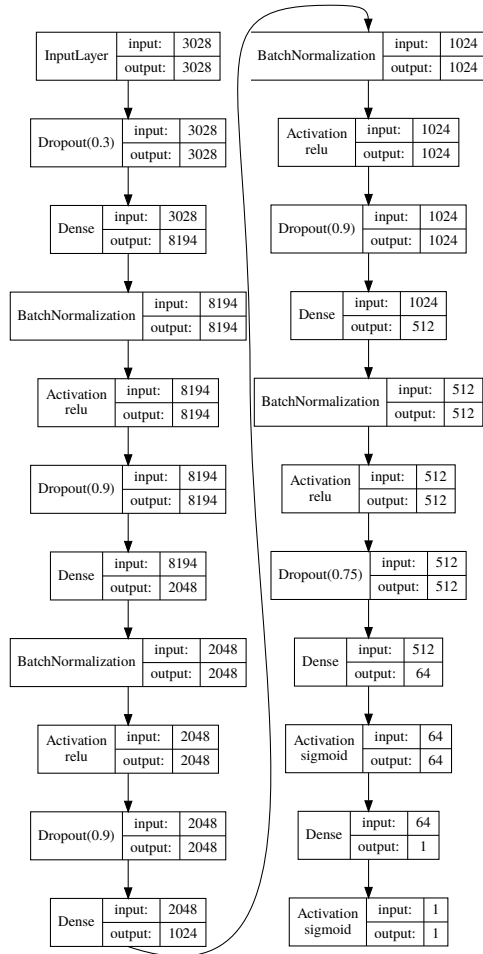 InputLayer input: 3028
output: 3028
Dropout(0.3) input: 3028
output: 3028
Dense input: 3028
output: 8194
BatchNormalization input: 8194
output: 8194
Activation relu input: 8194
output: 8194
Dropout(0.9) input: 8194
output: 8194
Dense input: 8194
output: 2048
BatchNormalization input: 2048
output: 2048
Activation relu input: 2048
output: 2048
Dropout(0.9) input: 2048
output: 2048
Dense input: 2048
output: 1024
BatchNormalization input: 1024
output: 1024
Activation relu input: 1024
output: 1024
Dropout(0.9) input: 1024
output: 1024
Dense input: 1024
output: 512
BatchNormalization input: 512
output: 512
Activation relu input: 512
output: 512
Dropout(0.75) input: 512
output: 512
Dense input: 512
output: 64
Activation sigmoid input: 64
output: 64
Dense input: 64
output: 1
Activation sigmoid input: 1
output: 1